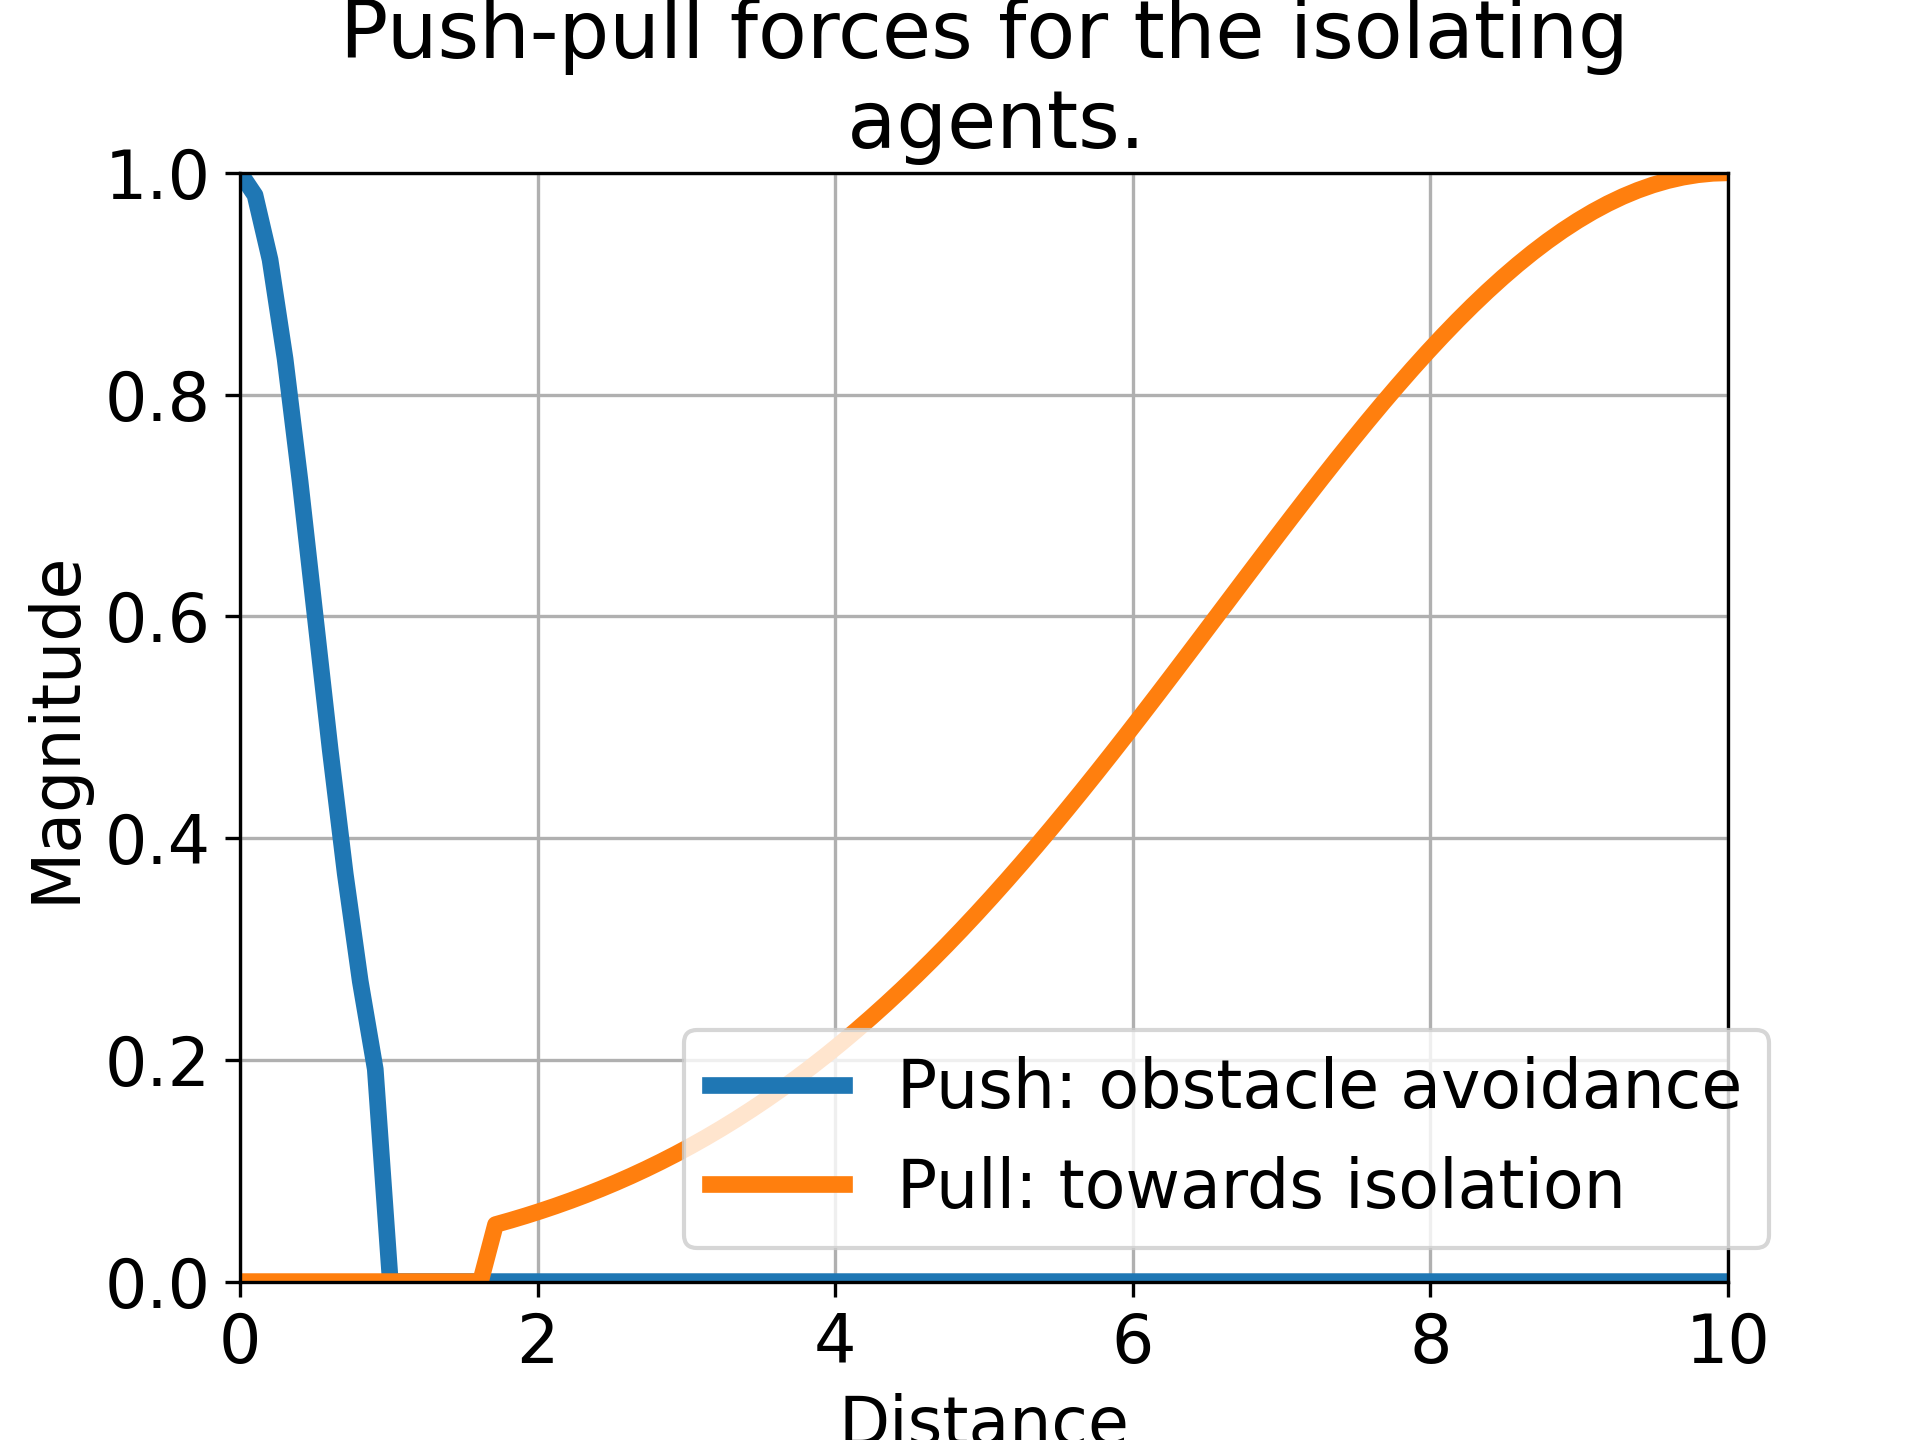 Push-pull forces for the isolating
agents.
1.0
0.8
0.6
0.4
0.2
0.0
Magnitude
Push: obstacle avoidance
Pull: towards isolation
0 2 4 6 8 10
Distance